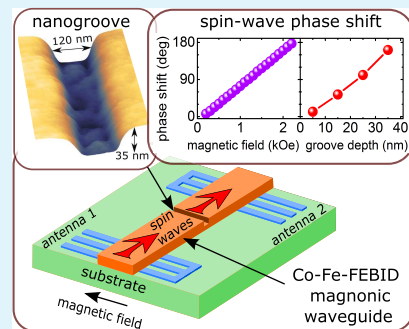 nanogroove
120 nm
35 nm
spin-wave phase shift
phase shift (deg)
180
90
0
0 1 2
magnetic field (kOe)
0 10 20 30 40
groove depth (nm)
antenna 1
spin
waves
antenna 2
substrate
magnetic field
Co-Fe-FEBID
magnonic
waveguide